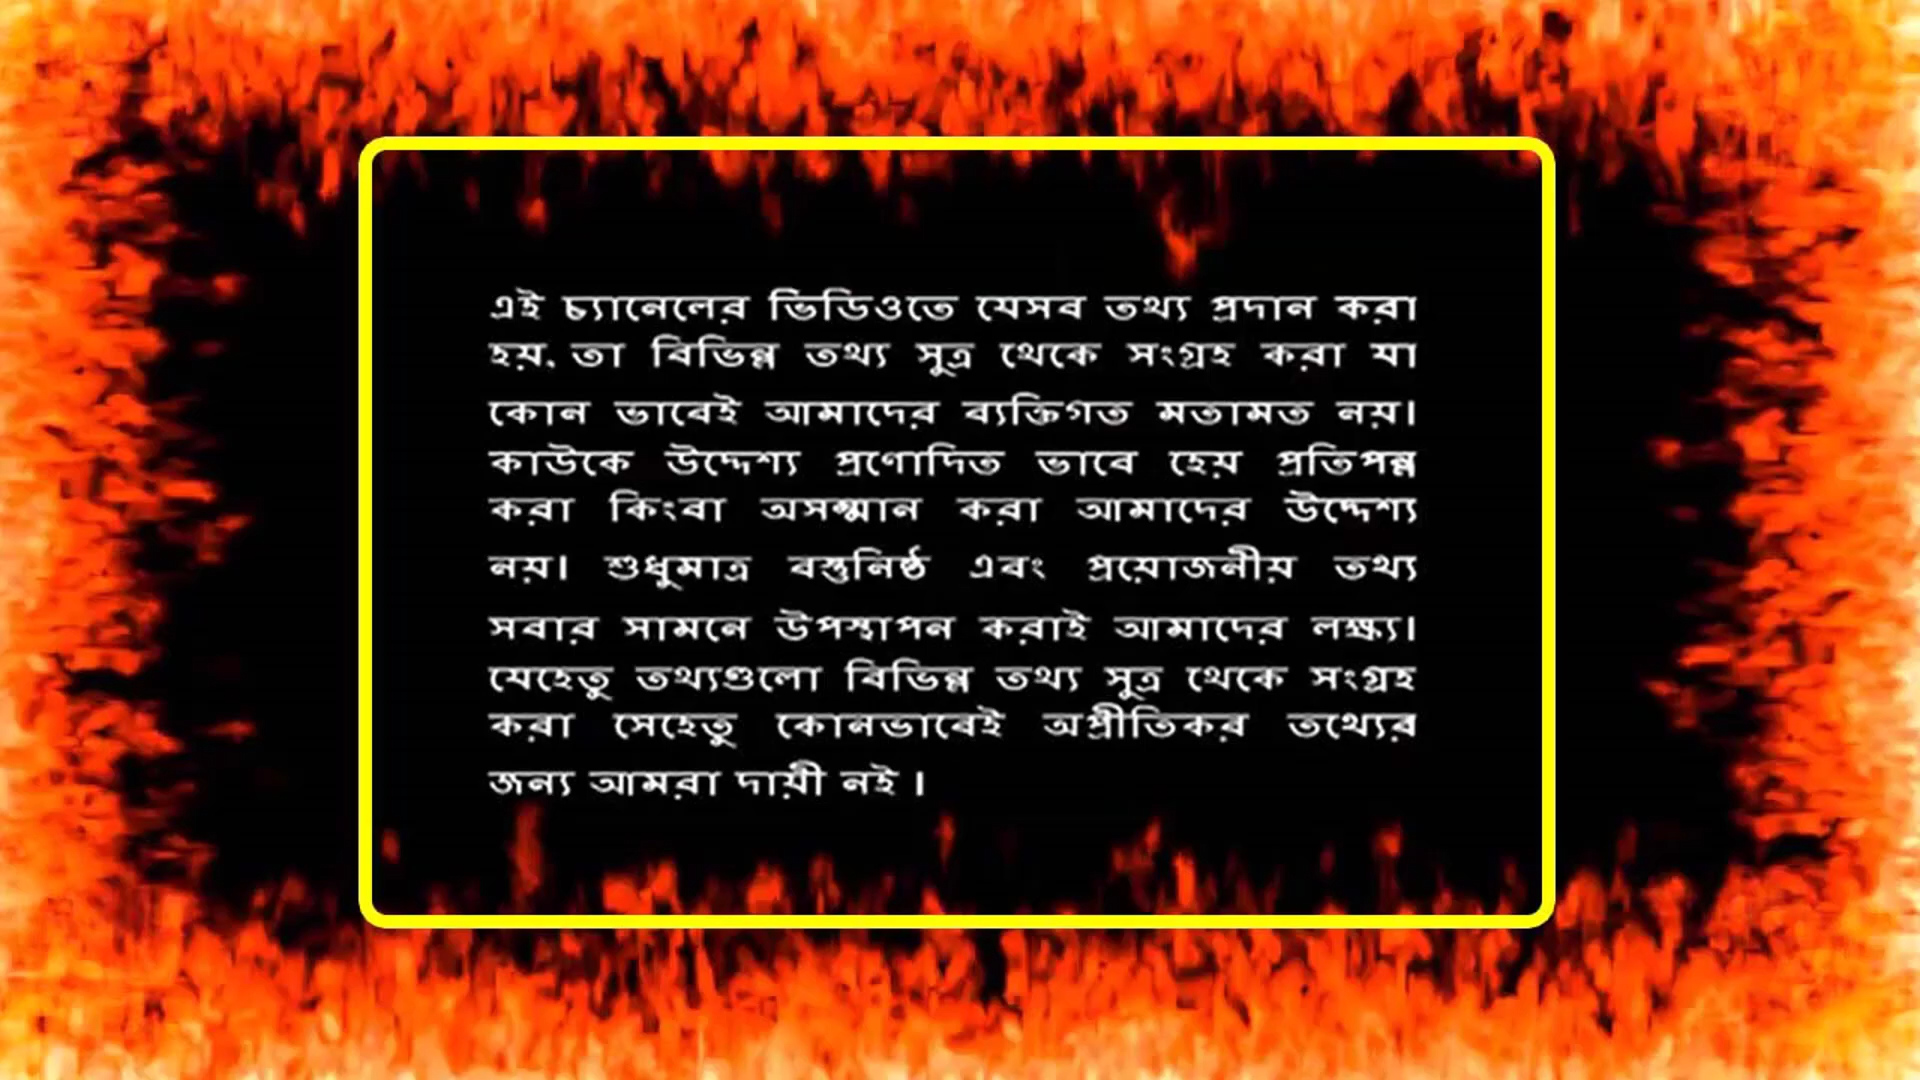 এই চ্যানেলের ভিডিওতে যেসব তথ্য প্রদান করা
হয়. তা বিভিন্ন তথ্য সুত্র থেকে সংগ্রহ করা যা
কোন ভাবেই আমাদের ব্যক্তিগত মতামত নয়।
কাউকে উদ্দেশ্য প্রণোদিত ভাবে হেয় প্রতিপন্ন
করা কিংবা অসম্মান করা আমাদের উদ্দেশ্য
নয়। শুধুমাত্র বস্তুনিষ্ঠ এবং প্রয়োজনীয় তথ্য
সবার সামনে উপস্থাপন করাই আমাদের লক্ষ্য।
যেহেতু তথ্যগুলো বিভিন্ন তথ্য সুত্র থেকে সংগ্রহ
করা সেহেতু কোনভাবেই অপ্রীতিকর তথ্যের
জন্য আমরা দায়ী নই ।